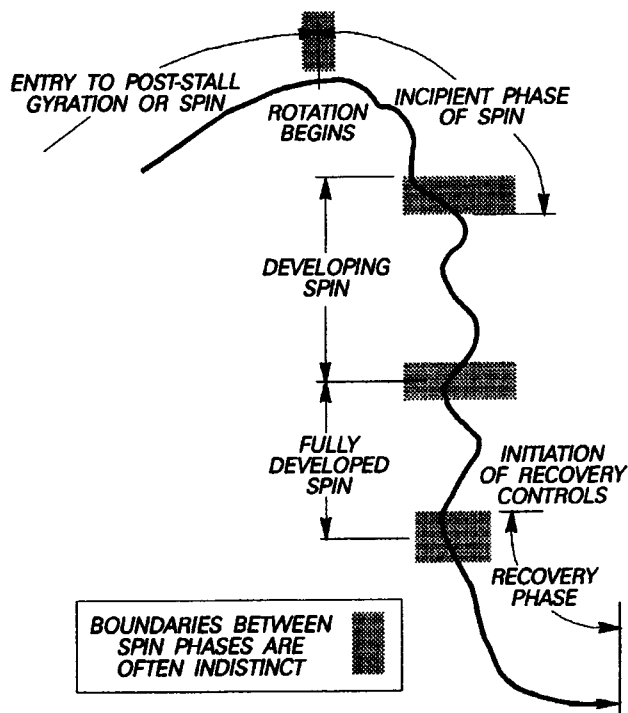 ENTRY TO POST-STALL
GYRATION OR SPIN
ROTATION
BEGINS
INCIPIENT PHASE
OF SPIN
DEVELOPING
SPIN
FULLY
DEVELOPED
SPIN
INITIATION
OF RECOVERY
CONTROLS
RECOVERY
PHASE
BOUNDARIES BETWEEN
SPIN PHASES ARE
OFTEN INDISTINCT